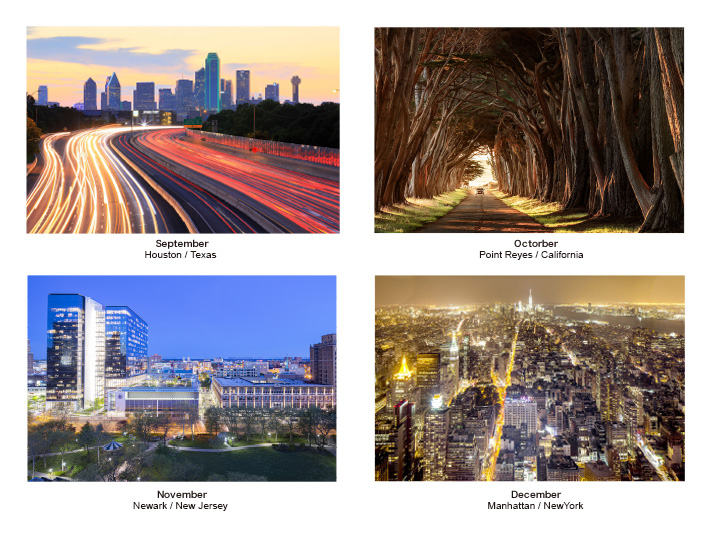 September
Houston / Texas
Octorber
Point Reyes / California
November
Newark / New Jersey
December
Manhattan / NewYork